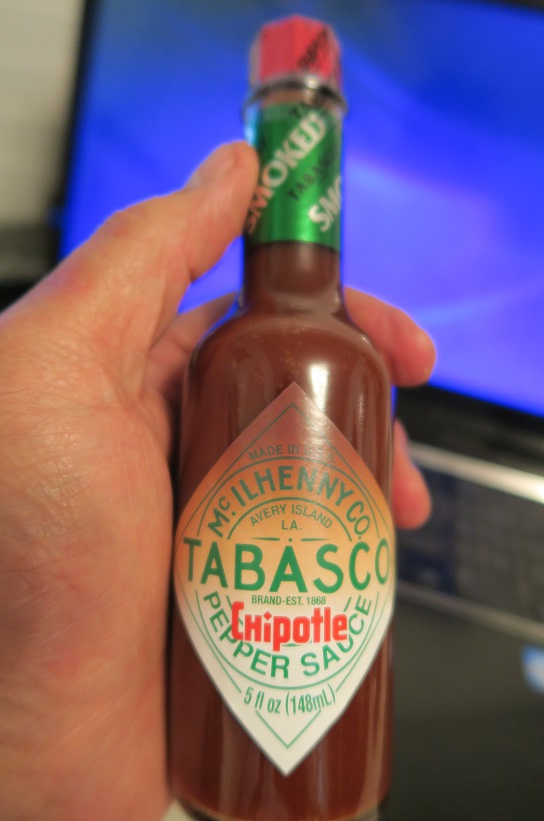 SMOKED
TABA
SMO
MADE IN
McILHENNY CO.
AVERY ISLAND
LA.
TABASCO
BRAND-EST. 1868
CHipotle
PEPPER SAUCE
5 fl oz (148mL)